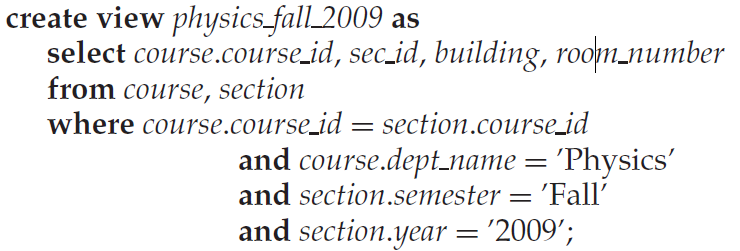 create view physics_fall_2009 as
select course.course_id, sec_id, building, room_number
from course, section
where course.course_id = section.course_id
and course.dept_name = ’Physics’
and section.semester = ’Fall’
and section.year = ’2009’;